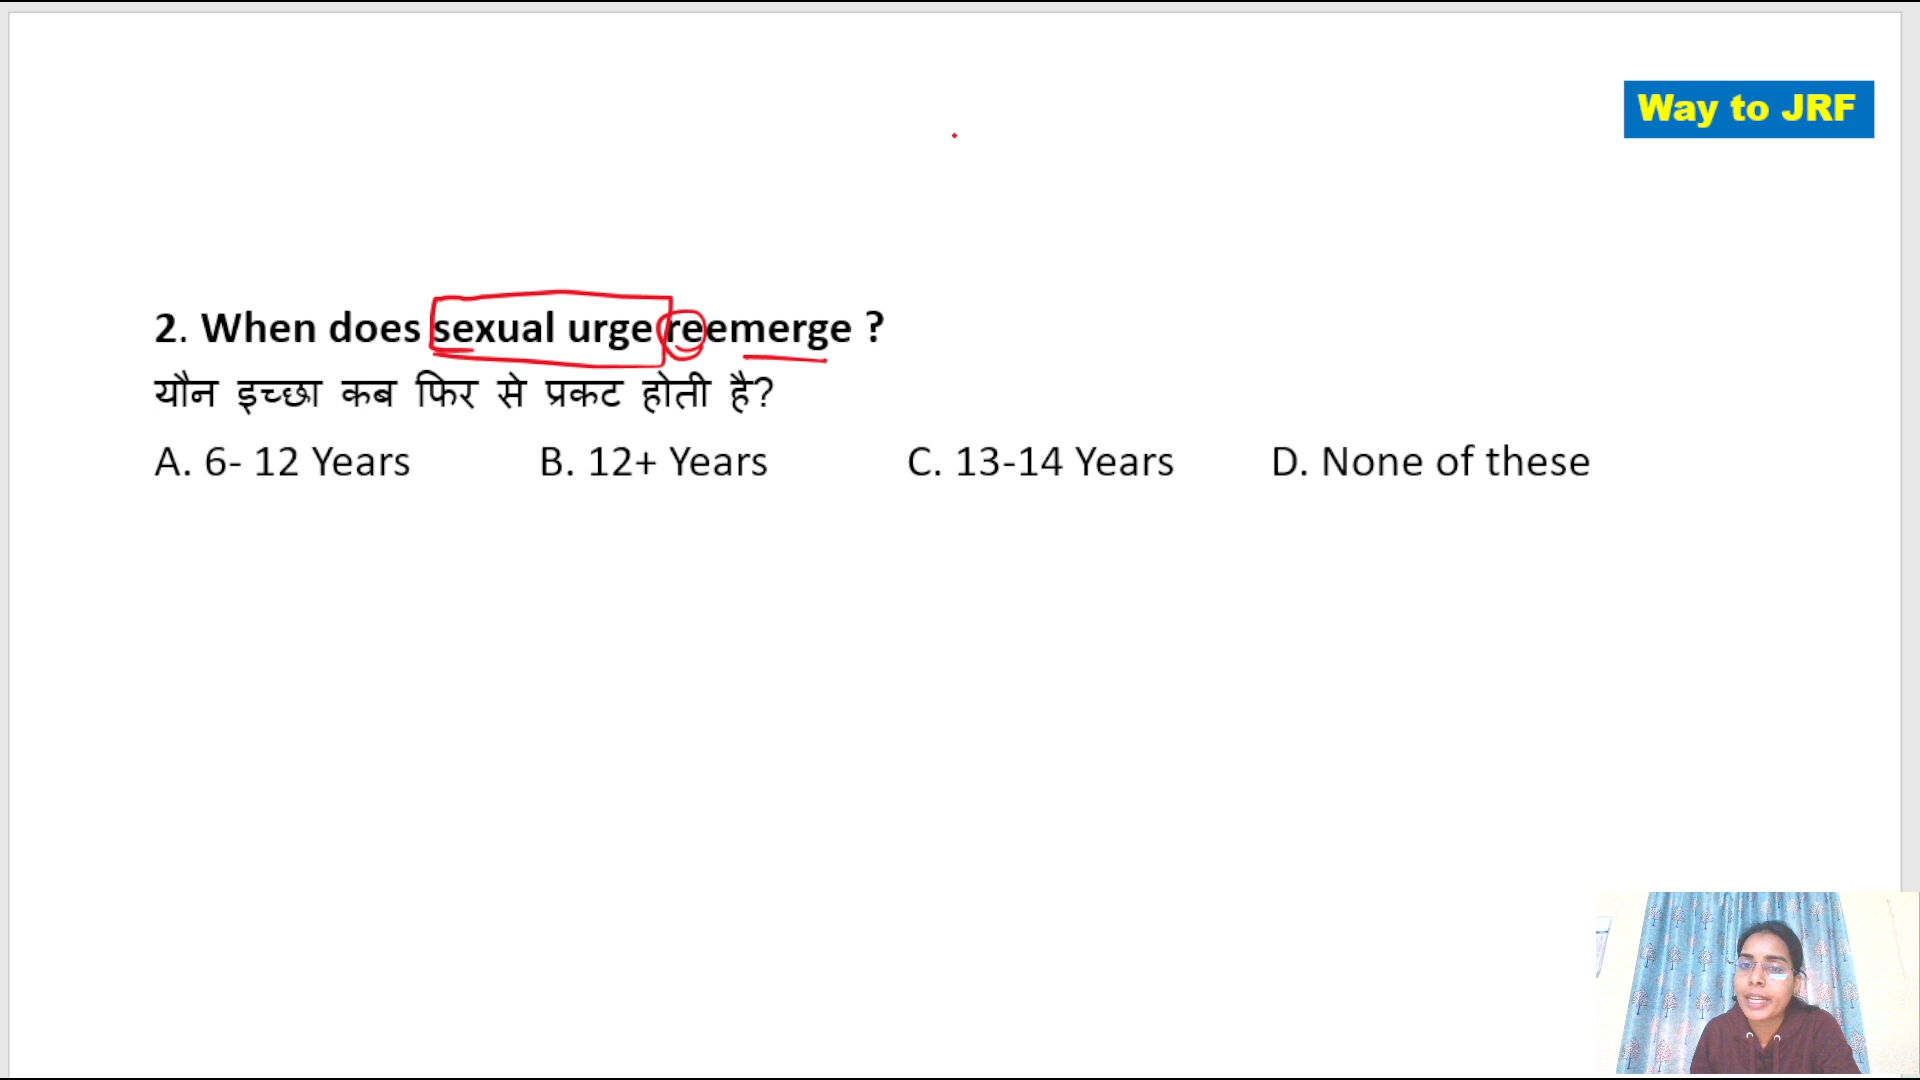 Way to JRF
2. When does sexual urge reemerge ?
यौन इच्छा कब फिर से प्रकट होती है?
A. 6- 12 Years B. 12+ Years C. 13-14 Years D. None of these